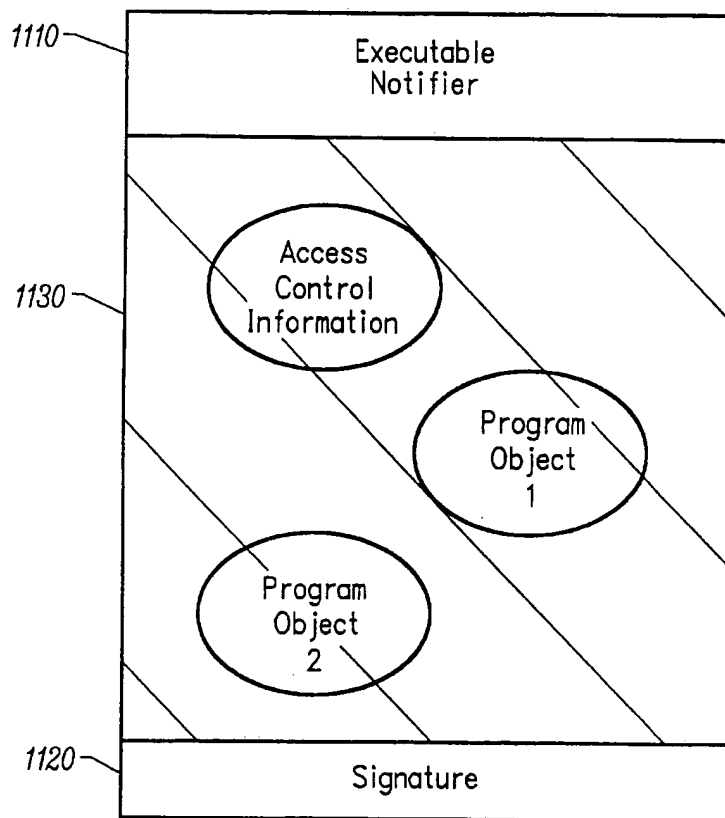 1110
Executable
Notifier
1130
Access
Control
Information
Program
Object
1
Program
Object
2
1120
Signature